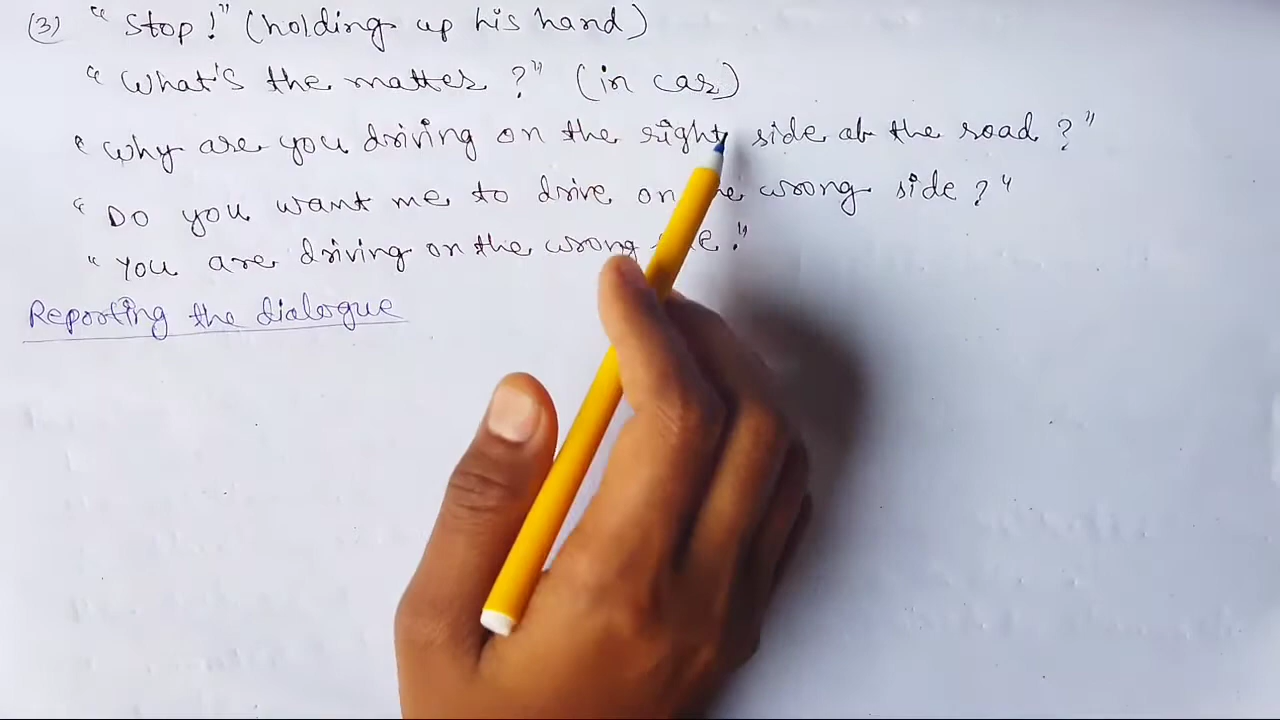 (3) "Stop!" (holding up his hand)
"What's the matter?" (in car)
"Why are you driving on the right side of the road?"
"Do you want me to drive on wrong side?"
"You are driving on the wrong
Reporting the dialogue